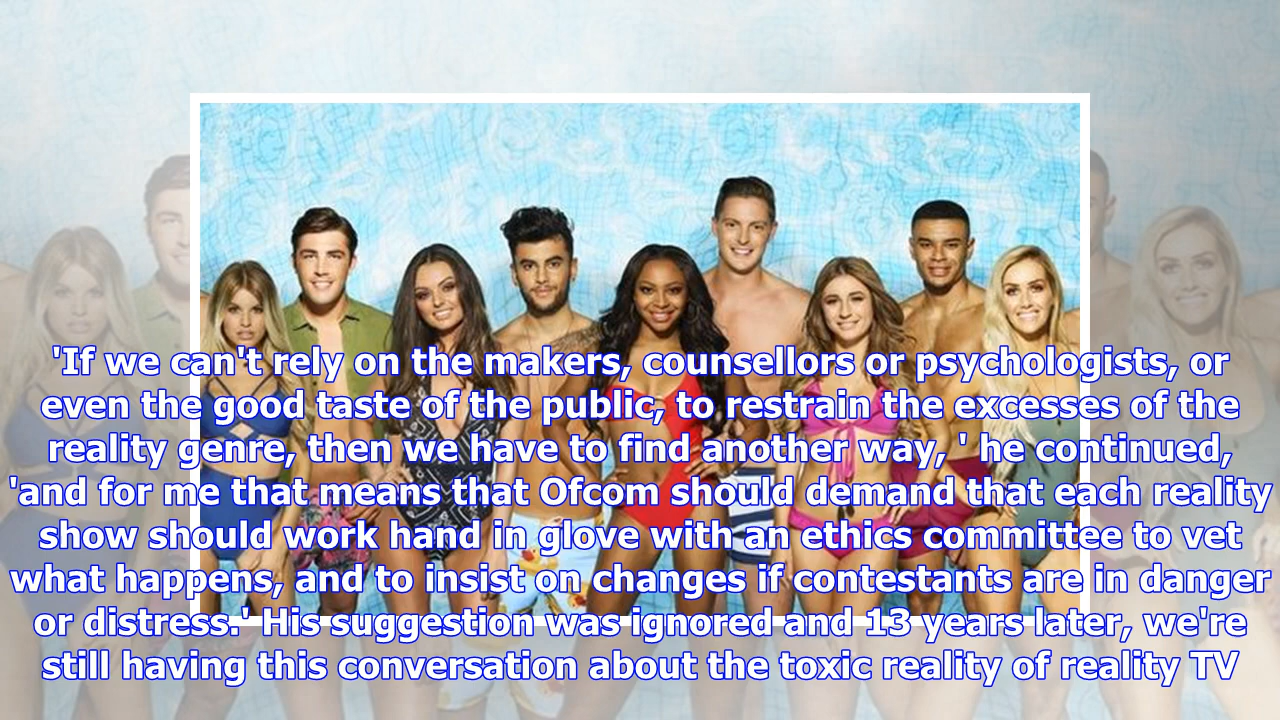 'If we can't rely on the makers, counsellors or psychologists, or
even the good taste of the public, to restrain the excesses of the
reality genre, then we have to find another way, ' he continued,
'and for me that means that Ofcom should demand that each reality
show should work hand in glove with an ethics committee to vet
what happens, and to insist on changes if contestants are in danger
or distress.' His suggestion was ignored and 13 years later, we're
still having this conversation about the toxic reality of reality TV